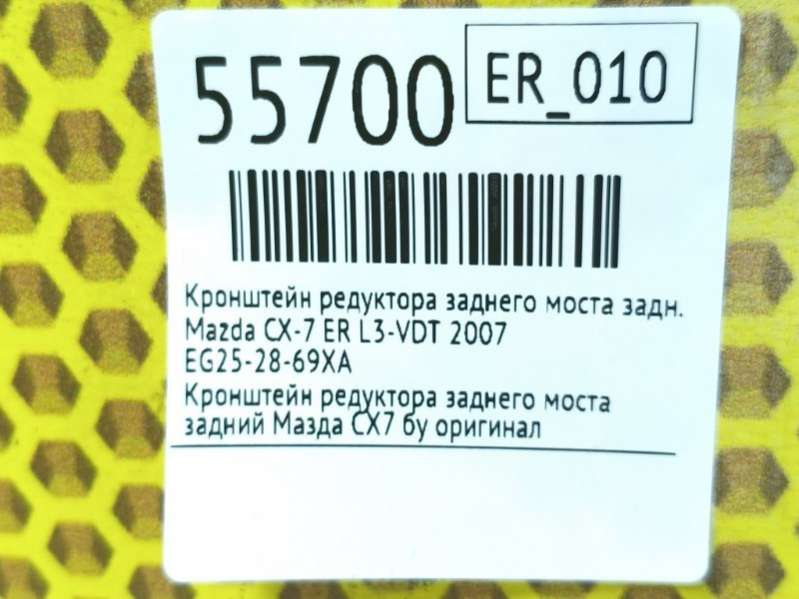 55700
ER_010
Кронштейн редуктора заднего моста задн.
Mazda CX-7 ER L3-VDT 2007
EG25-28-69XA
Кронштейн редуктора заднего моста
задний Мазда СХ7 бу оригинал